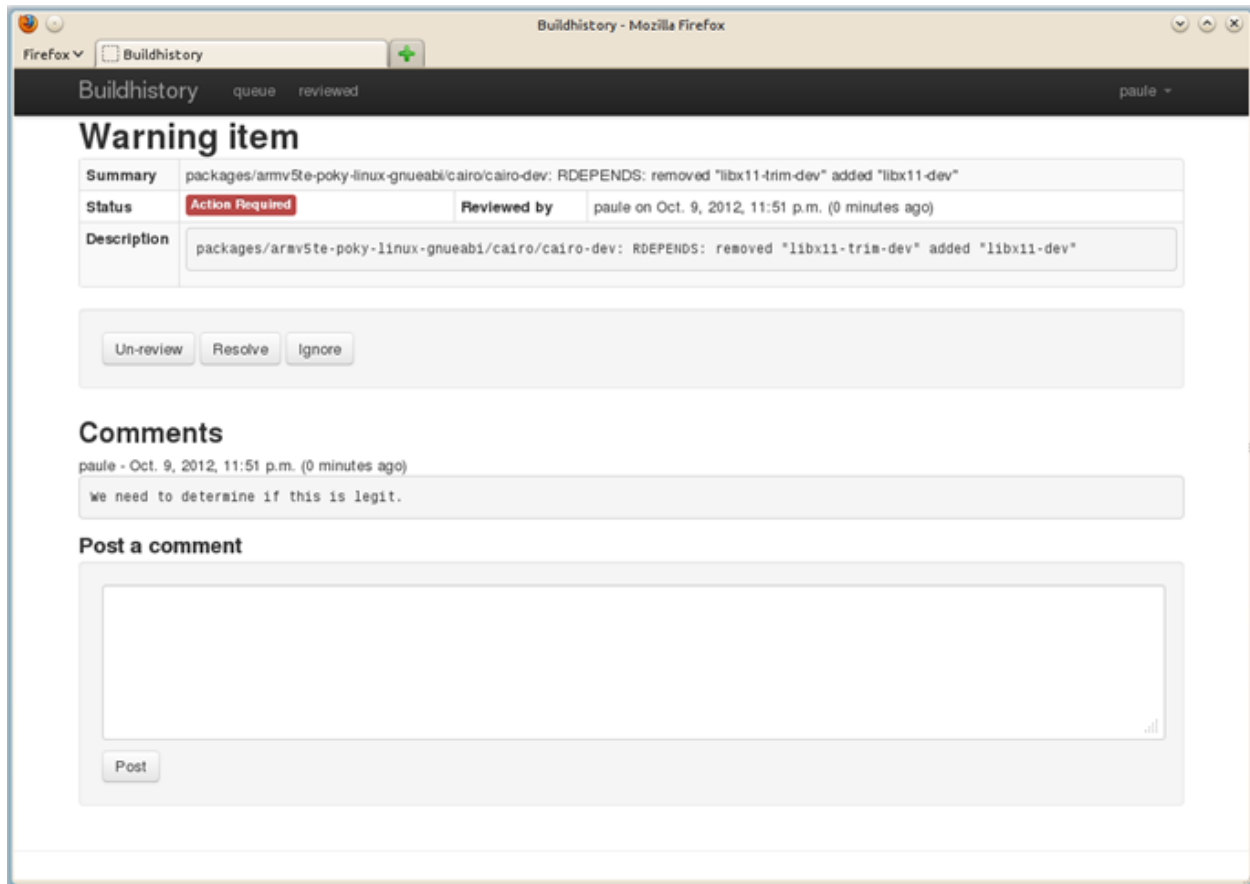 Buildhistory - Mozilla Firefox
Firefox Buildhistory
Buildhistory queue reviewed paule
Warning item
Summary packages/armv5te-poky-linux-gnueabi/cairo/cairo-dev: RDEPENDS: removed "libx11-trim-dev" added "libx11-dev"
Status Action Required Reviewed by paule on Oct. 9, 2012, 11:51 p.m. (0 minutes ago)
Description packages/armv5te-poky-linux-gnueabi/cairo/cairo-dev: RDEPENDS: removed "libx11-trim-dev" added "libx11-dev"
Un-review Resolve Ignore
Comments
paule - Oct. 9, 2012, 11:51 p.m. (0 minutes ago)
We need to determine if this is legit.
Post a comment
Post